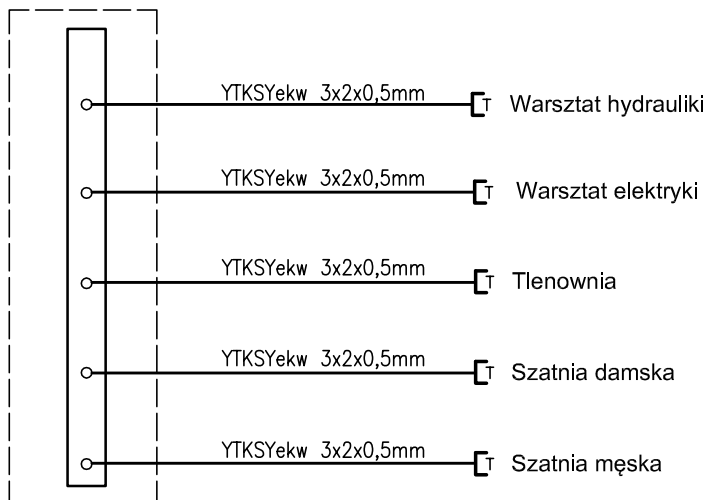 YTKSYekw 3x2x0,5mm T Warsztat hydrauliki
YTKSYekw 3x2x0,5mm T Warsztat elektryki
YTKSYekw 3x2x0,5mm T Tlenownia
YTKSYekw 3x2x0,5mm T Szatnia damska
YTKSYekw 3x2x0,5mm T Szatnia męska